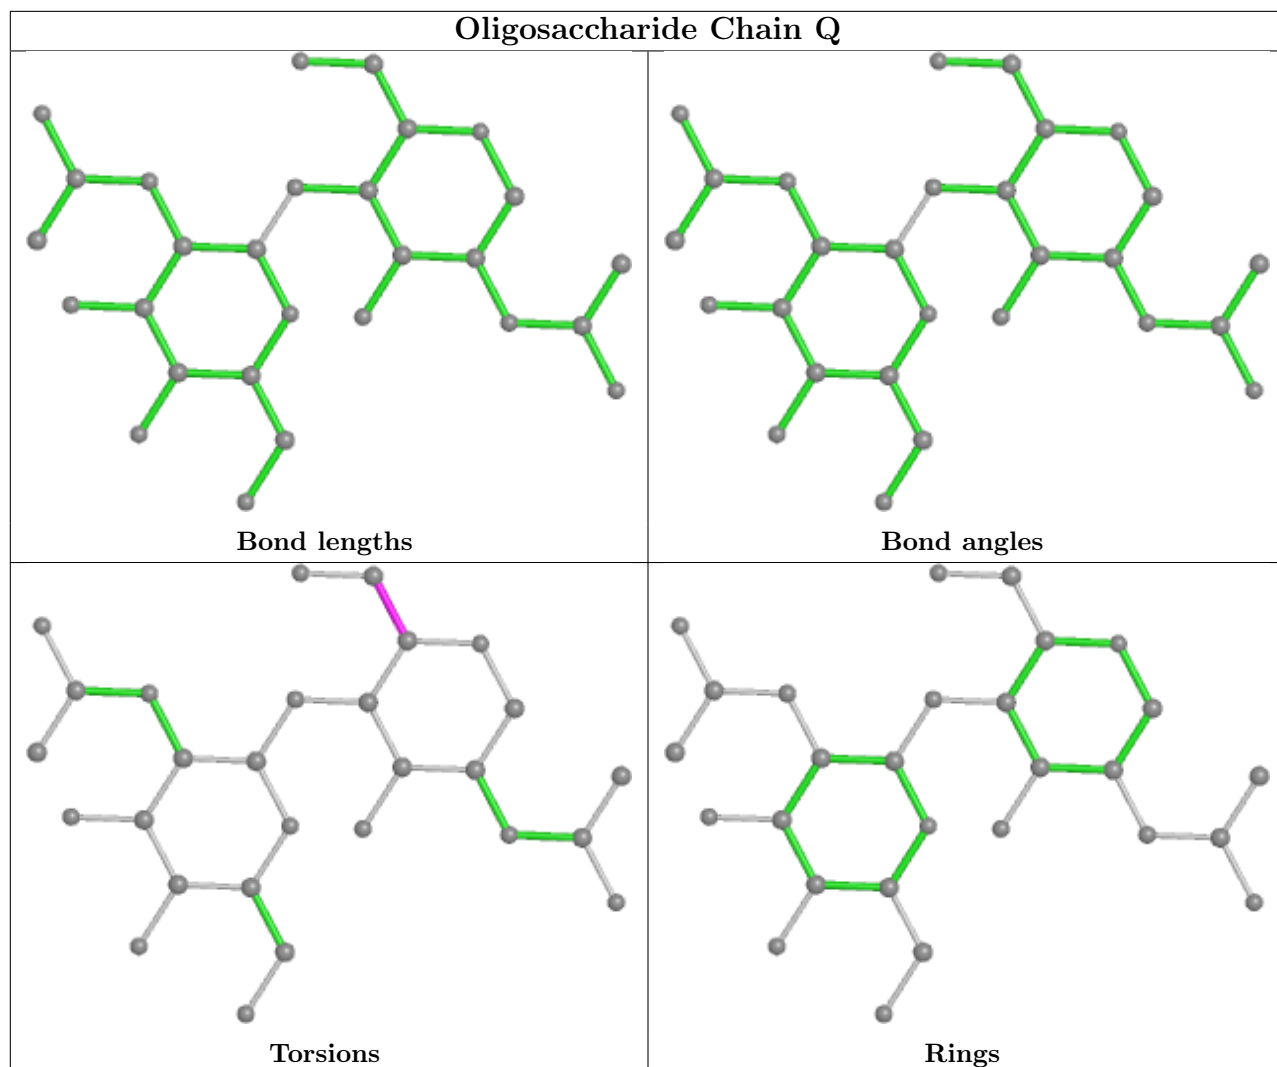 Oligosaccharide Chain Q
Bond lengths
Bond angles
Torsions
Rings